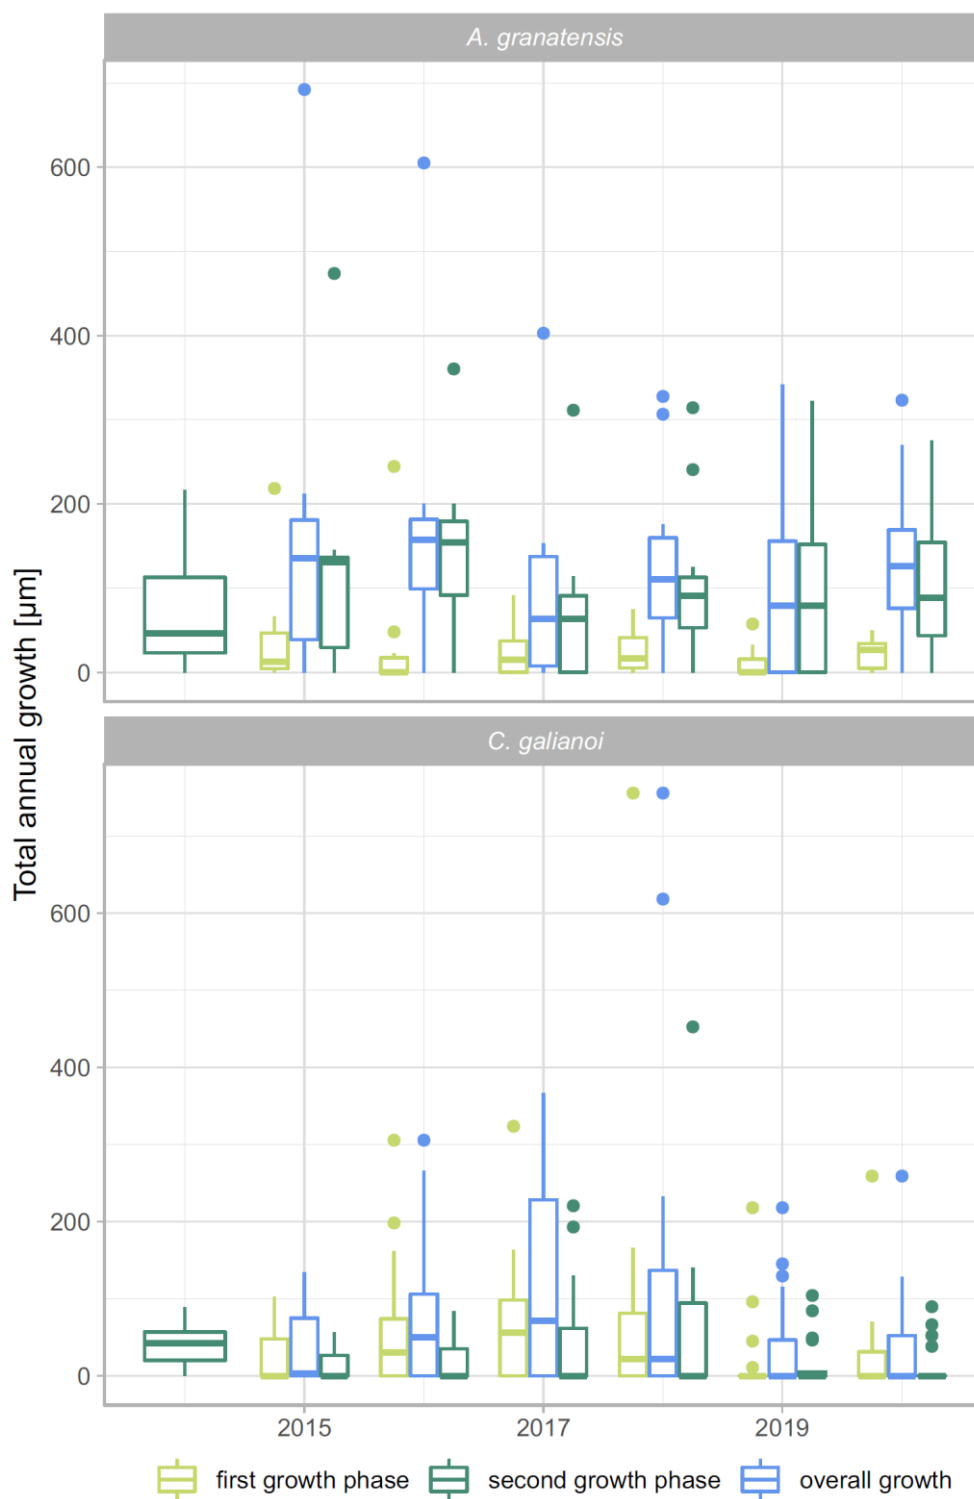 A. granatensis
600
400
200
0
Total annual growth [µm]
C. galianoi
600
400
200
0
2015 2017 2019
first growth phase second growth phase overall growth